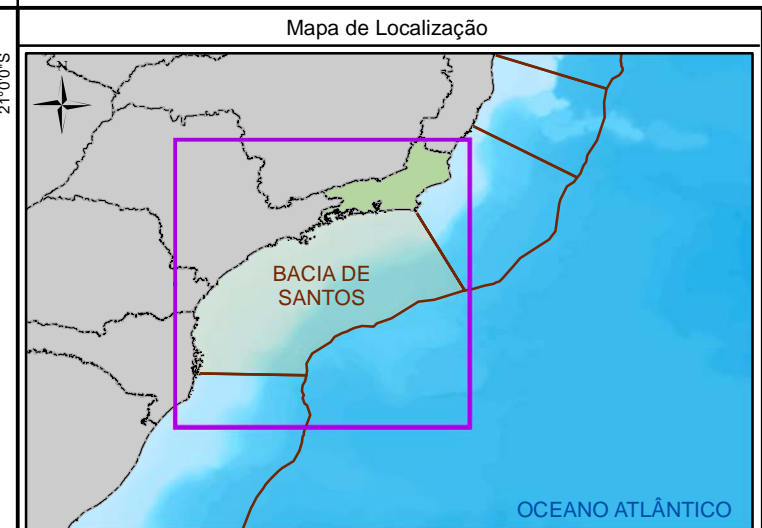 Mapa de Localização
21°0'0"S
N
BACIA DE
SANTOS
OCEANO ATLÂNTICO